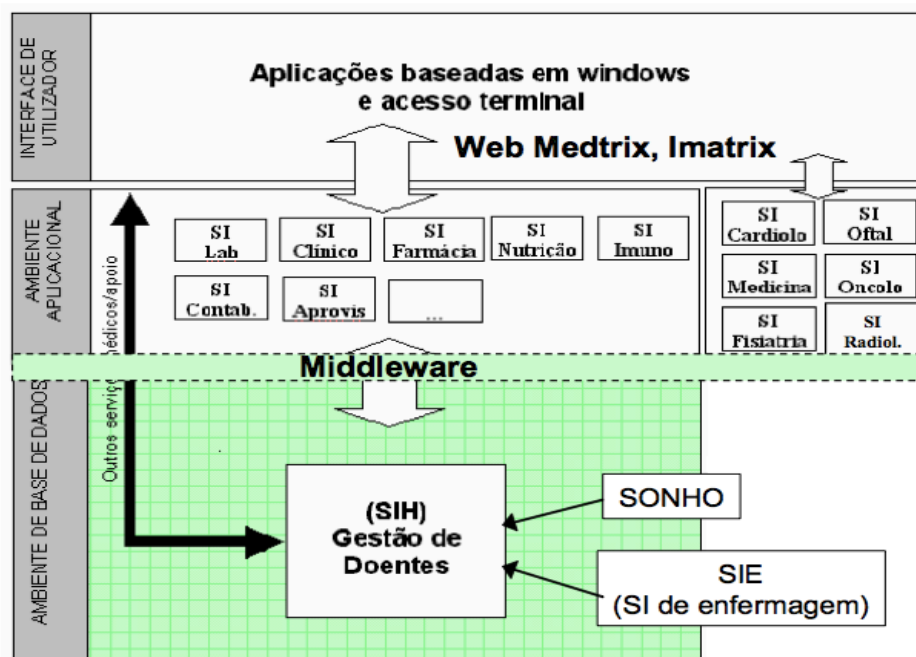 INTERFACE DE
UTILIZADOR
Aplicações baseadas em windows
e acesso terminal
Web Medtrix, Imatrix
AMBIENTE
APLICACIONAL
Outros serviç
médicos/apoio
SI
Lab
SI
Clínico
SI
Farmácia
SI
Nutrição
SI
Imuno
SI
Contab.
SI
Aprovis
...
SI
Cardiolo
SI
Oftal
SI
Medicina
SI
Oncolo
SI
Fisiatria
SI
Radiol.
Middleware
AMBIENTE DE BASE DE DADOS
(SIH)
Gestão de
Doentes
SONHO
SIE
(SI de enfermagem)